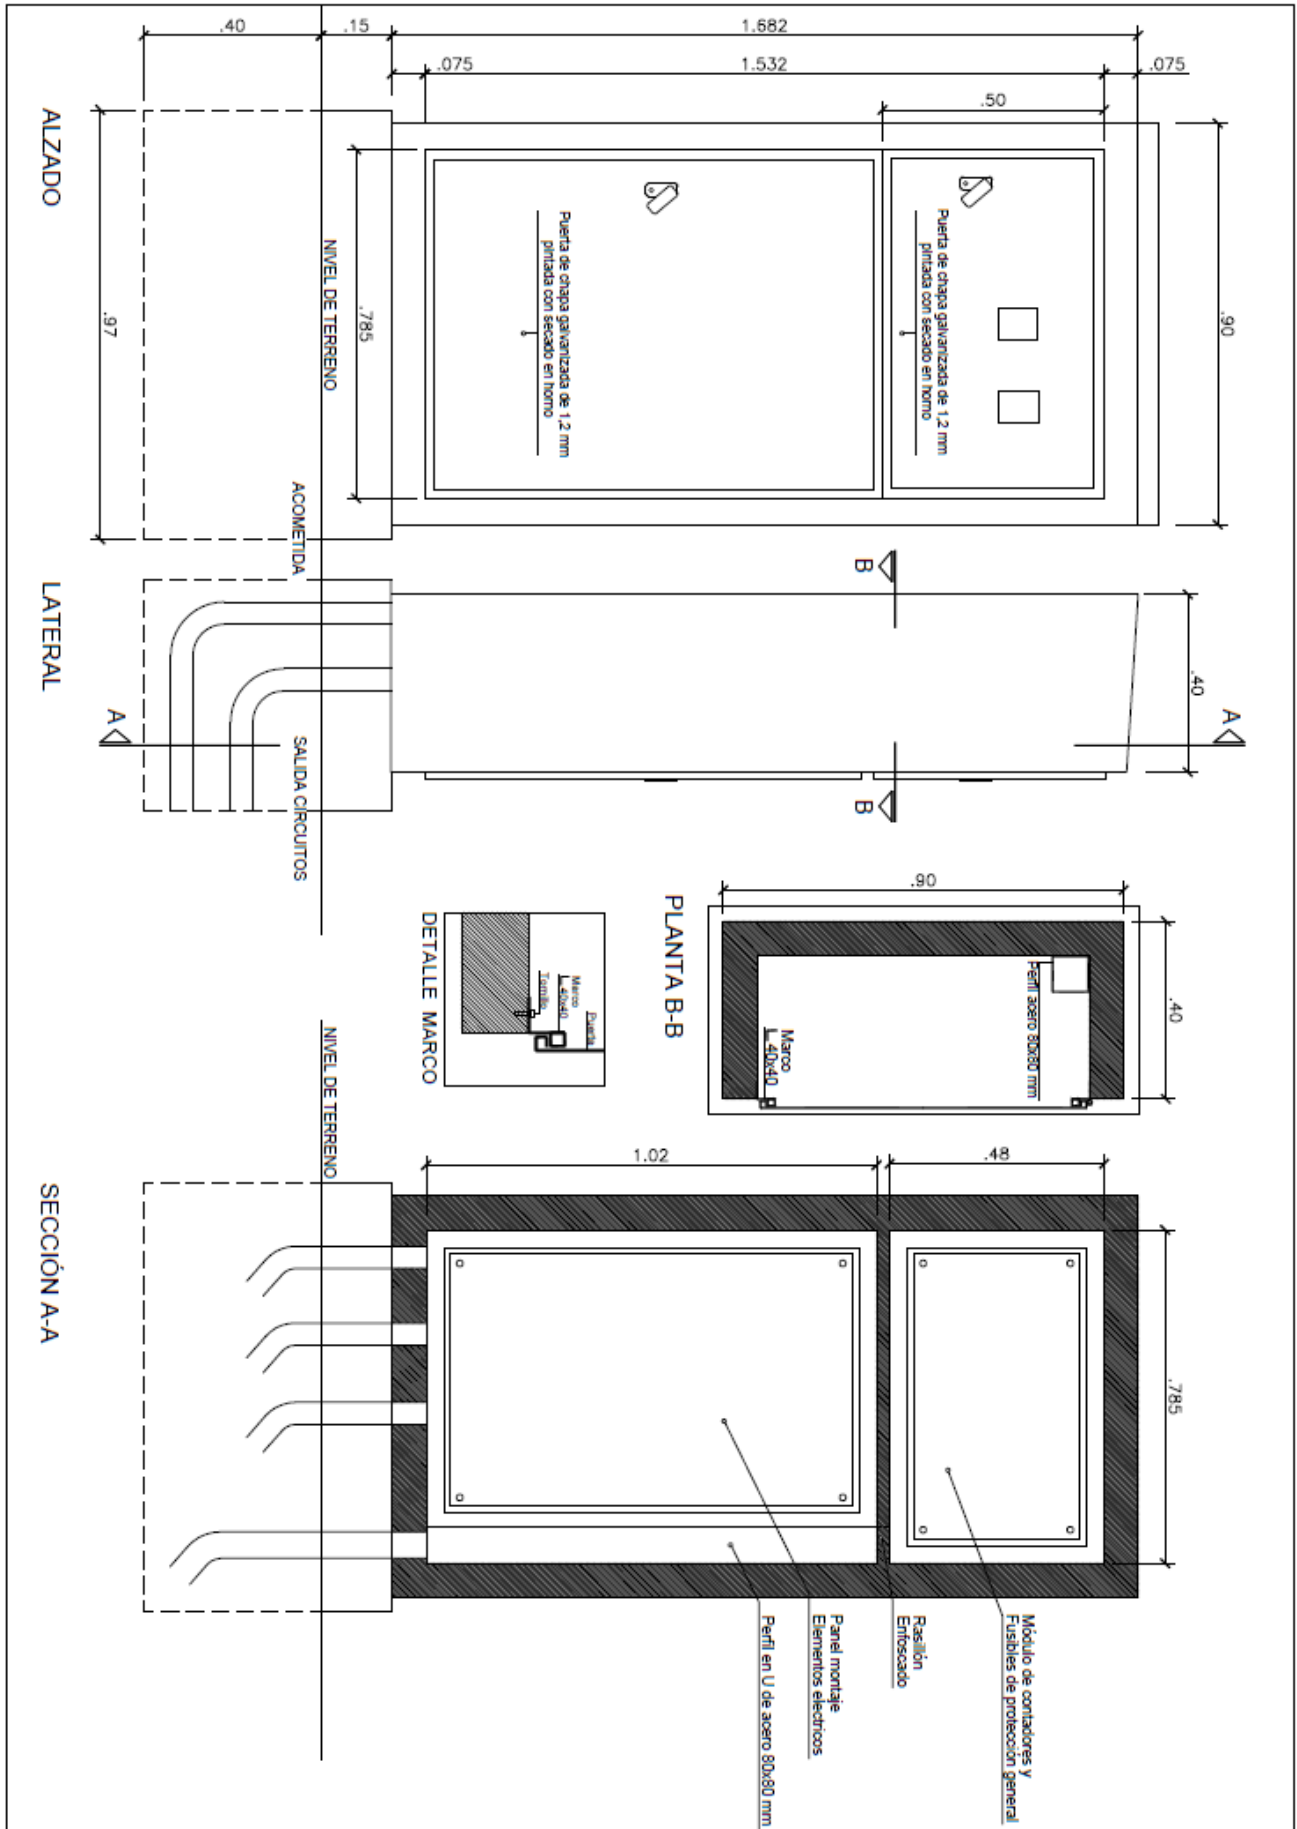 .90
.40
.90
.40
.50
1.532
1.682
.075
.075
.15
.40
.785
.97
Puerta de chapa galvanizada de 1,2 mm
pintada con secado en horno
Puerta de chapa galvanizada de 1,2 mm
pintada con secado en horno
NIVEL DE TERRENO
ACOMETIDA
ALZADO
A
B
B
A
SALIDA CIRCUITOS
LATERAL
.40
Perfil acero 80x80 mm
Marco
L 40x40
PLANTA B-B
Puerta
Marco
L 40x40
Tornillo
DETALLE MARCO
.785
.48
1.02
Módulo de contadores y
Fusibles de protección general
Rasillón
Enfoscado
Panel montaje
Elementos electricos
Perfil en U de acero 80x80 mm
NIVEL DE TERRENO
SECCIÓN A-A